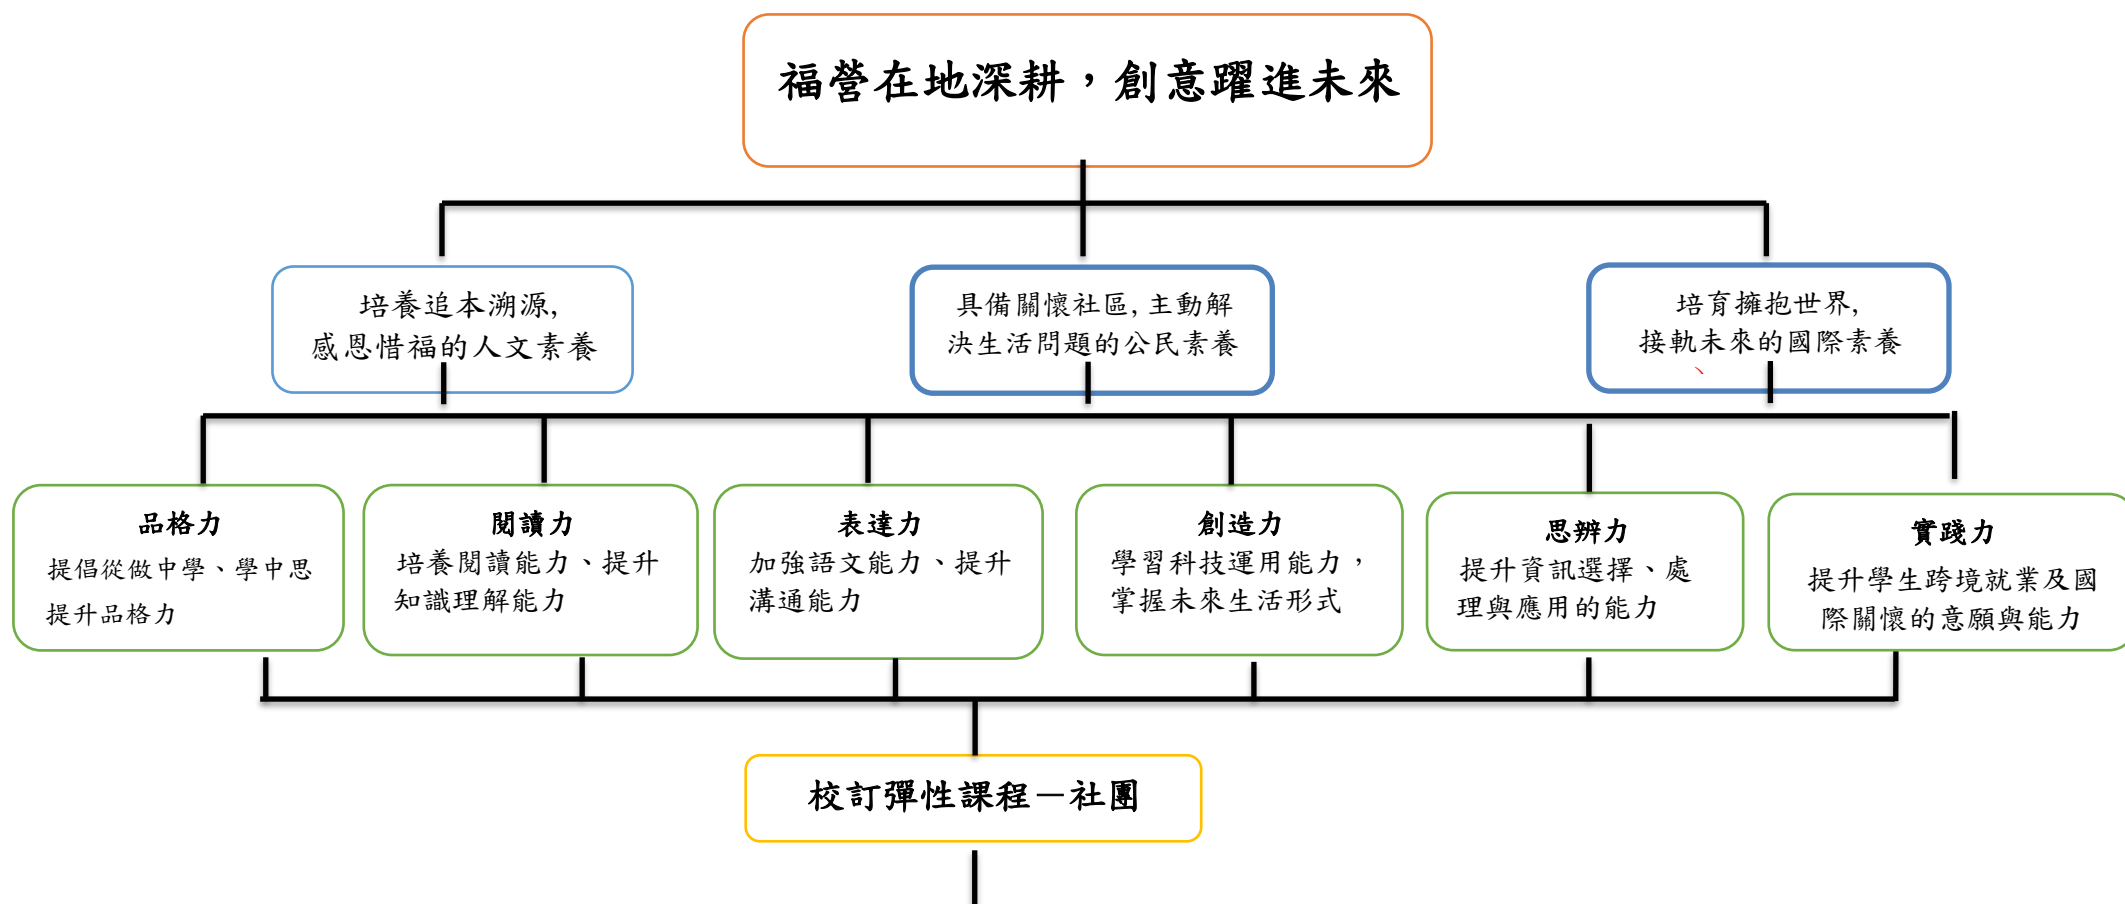 福營在地深耕，創意躍進未來
培養追本溯源,
感恩惜福的人文素養
具備關懷社區,主動解
決生活問題的公民素養
培育擁抱世界,
接軌未來的國際素養
、
品格力
提倡從做中學、學中思
提升品格力
閱讀力
培養閱讀能力、提升
知識理解能力
表達力
加強語文能力、提升
溝通能力
創造力
學習科技運用能力，
掌握未來生活形式
思辨力
提升資訊選擇、處
理與應用的能力
實踐力
提升學生跨境就業及國
際關懷的意願與能力
校訂彈性課程－社團